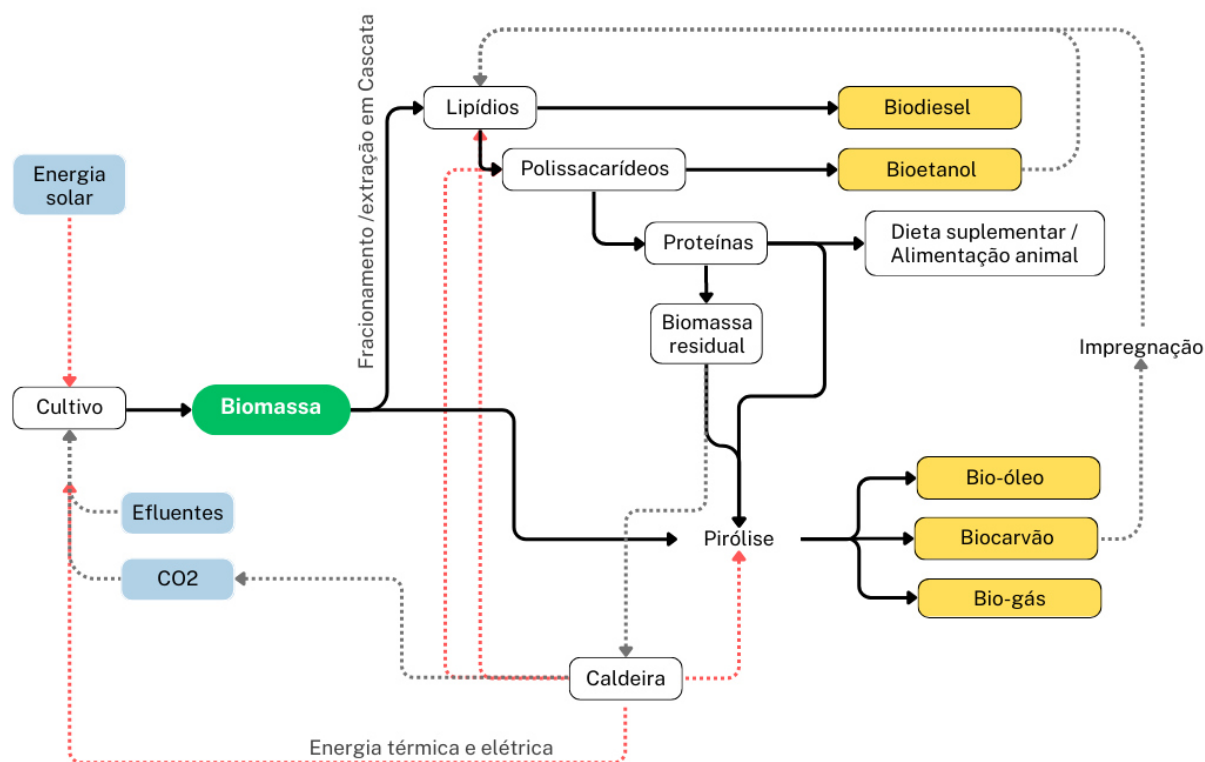 Fracionamento /extração em Cascata
Lipídios
Biodiesel
Energia
solar
Polissacarídeos
Bioetanol
Proteínas
Dieta suplementar /
Alimentação animal
Biomassa
residual
Impregnação
Cultivo
Biomassa
Bio-óleo
Efluentes
Pirólise
Biocarvão
CO2
Bio-gás
Caldeira
Energia térmica e elétrica